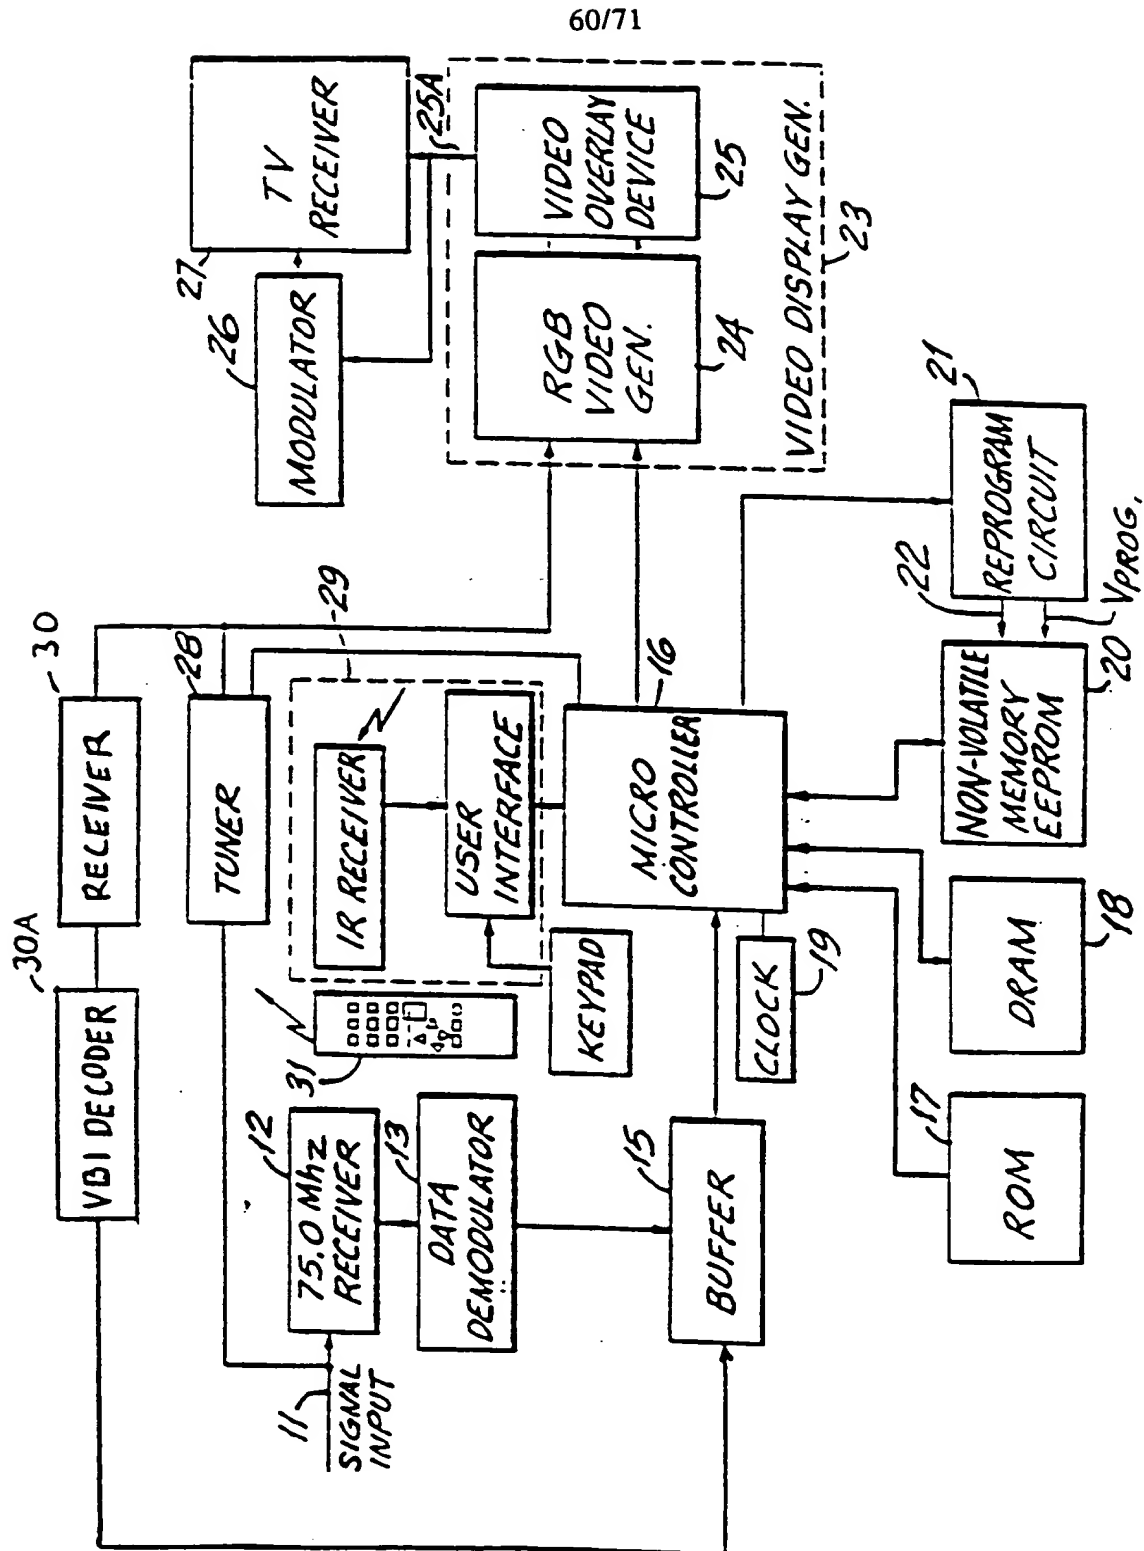 60/71
30A
VBI DECODER
30
RECEIVER
28
TUNER
27
TV
RECEIVER
26
MODULATOR
25A
11
SIGNAL
INPUT
12
75.0 Mhz
RECEIVER
13
DATA
DEMODULATOR
31
29
IR RECEIVER
USER
INTERFACE
KEYPAD
RGB
VIDEO
GEN.
24
VIDEO
OVERLAY
DEVICE
25
VIDEO DISPLAY GEN.
23
15
BUFFER
16
MICRO
CONTROLLER
CLOCK
19
17
ROM
DRAM
18
NON-VOLATILE
MEMORY
EEPROM
20
22
VPROG.
21
REPROGRAM
CIRCUIT